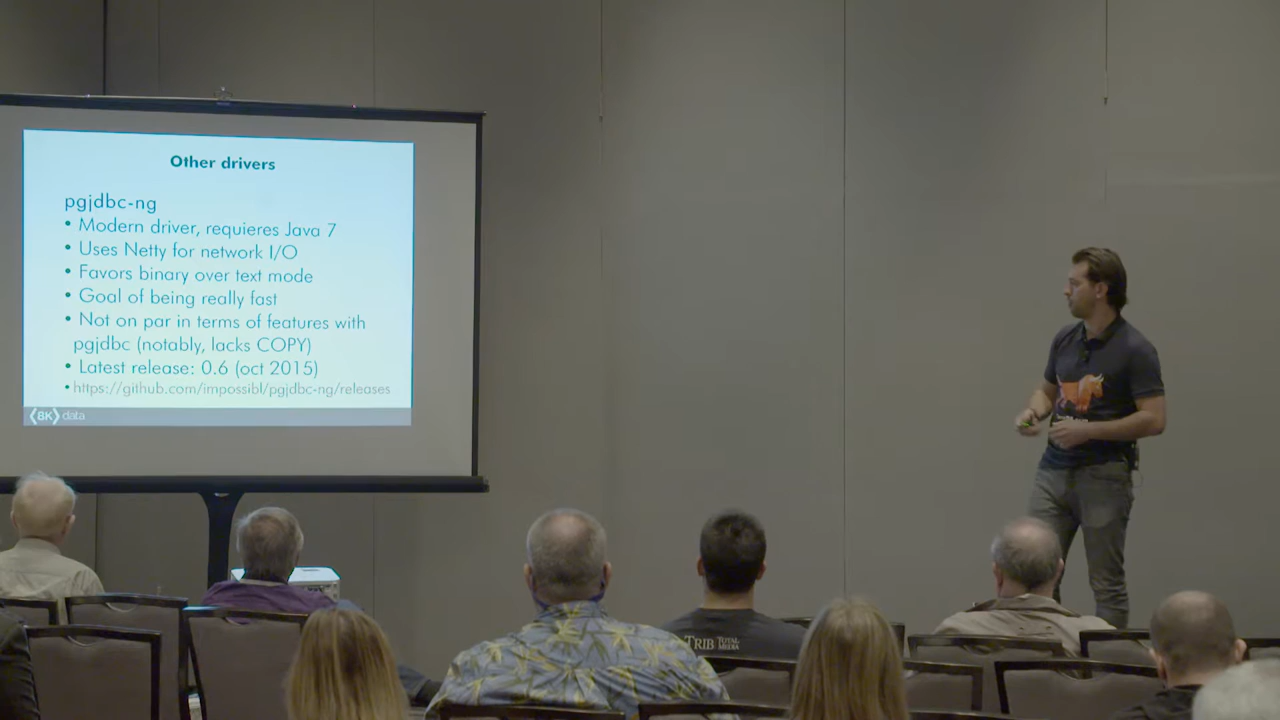 Other drivers
pgjdbc-ng
• Modern driver, requieres Java 7
• Uses Netty for network I/O
• Favors binary over text mode
• Goal of being really fast
• Not on par in terms of features with
pgjdbc (notably, lacks COPY)
• Latest release: 0.6 (oct 2015)
• https://github.com/impossibl/pgjdbc-ng/releases
⟨8K⟩data
TRIB TOTAL
MEDIA